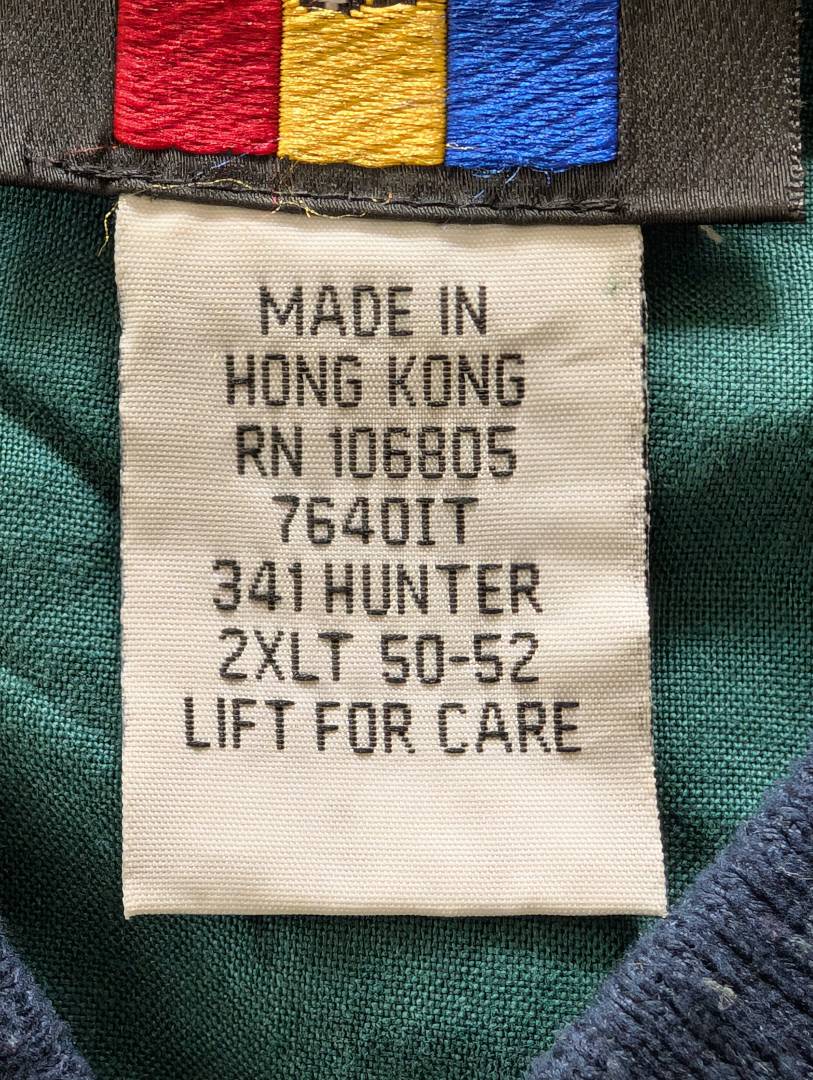 MADE IN
HONG KONG
RN 106805
7640IT
341 HUNTER
2XLT 50-52
LIFT FOR CARE